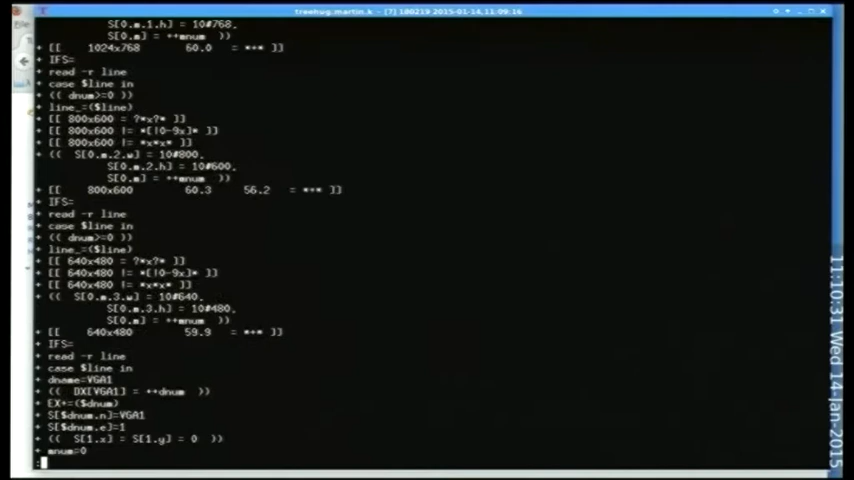 treehug.martin.k - [7] 180219 2015-01-14,11:09:16
S[0.m.1.h] = 10#768,
S[0.m] = ++mnum ))
+ [[ 1024x768 60.0 = *+* ]]
+ IFS=
+ read -r line
+ case $line in
+ (( dnum>=0 ))
+ line_=($line)
+ [[ 800x600 = ?*x?* ]]
+ [[ 800x600 != *[!0-9x]* ]]
+ [[ 800x600 != *x*x* ]]
+ (( S[0.m.2.w] = 10#800,
S[0.m.2.h] = 10#600,
S[0.m] = ++mnum ))
+ [[ 800x600 60.3 56.2 = *+* ]]
+ IFS=
+ read -r line
+ case $line in
+ (( dnum>=0 ))
+ line_=($line)
+ [[ 640x480 = ?*x?* ]]
+ [[ 640x480 != *[!0-9x]* ]]
+ [[ 640x480 != *x*x* ]]
+ (( S[0.m.3.w] = 10#640,
S[0.m.3.h] = 10#480,
S[0.m] = ++mnum ))
+ [[ 640x480 59.9 = *+* ]]
+ IFS=
+ read -r line
+ case $line in
+ dname=VGA1
+ (( DX[VGA1] = ++dnum ))
+ EX+=($dnum)
+ S[$dnum.n]=VGA1
+ S[$dnum.e]=1
+ (( S[1.x] = S[1.y] = 0 ))
+ mnum=0
:
11:10:31 Wed 14-Jan-2015